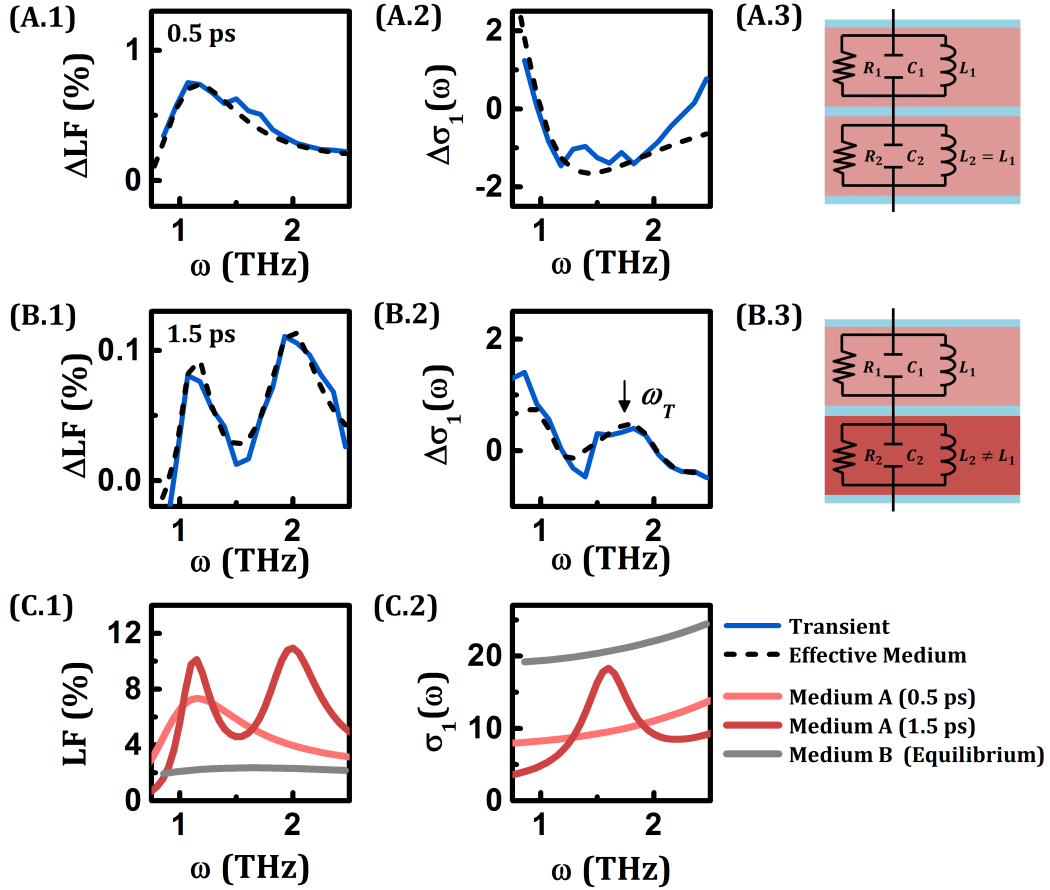 (A.1)
0.5 ps
ΔLF (%)
1
0
1
2
ω (THz)
(A.2)
Δσ₁(ω)
2
0
-2
1
2
ω (THz)
(A.3)
R₁ C₁ L₁
R₂ C₂ L₂ = L₁
(B.1)
1.5 ps
ΔLF (%)
0.1
0.0
1
2
ω (THz)
(B.2)
Δσ₁(ω)
2
0
ω_T
1
2
ω (THz)
(B.3)
R₁ C₁ L₁
R₂ C₂ L₂ ≠ L₁
(C.1)
LF (%)
12
8
4
0
1
2
ω (THz)
(C.2)
σ₁(ω)
20
10
0
1
2
ω (THz)
Transient
Effective Medium
Medium A (0.5 ps)
Medium A (1.5 ps)
Medium B (Equilibrium)